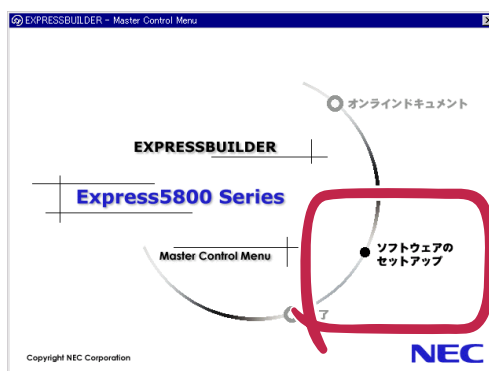 EXPRESSBUILDER - Master Control Menu
オンラインドキュメント
EXPRESSBUILDER
Express5800 Series
ソフトウェアの
セットアップ
Master Control Menu
了
Copyright NEC Corporation
NEC